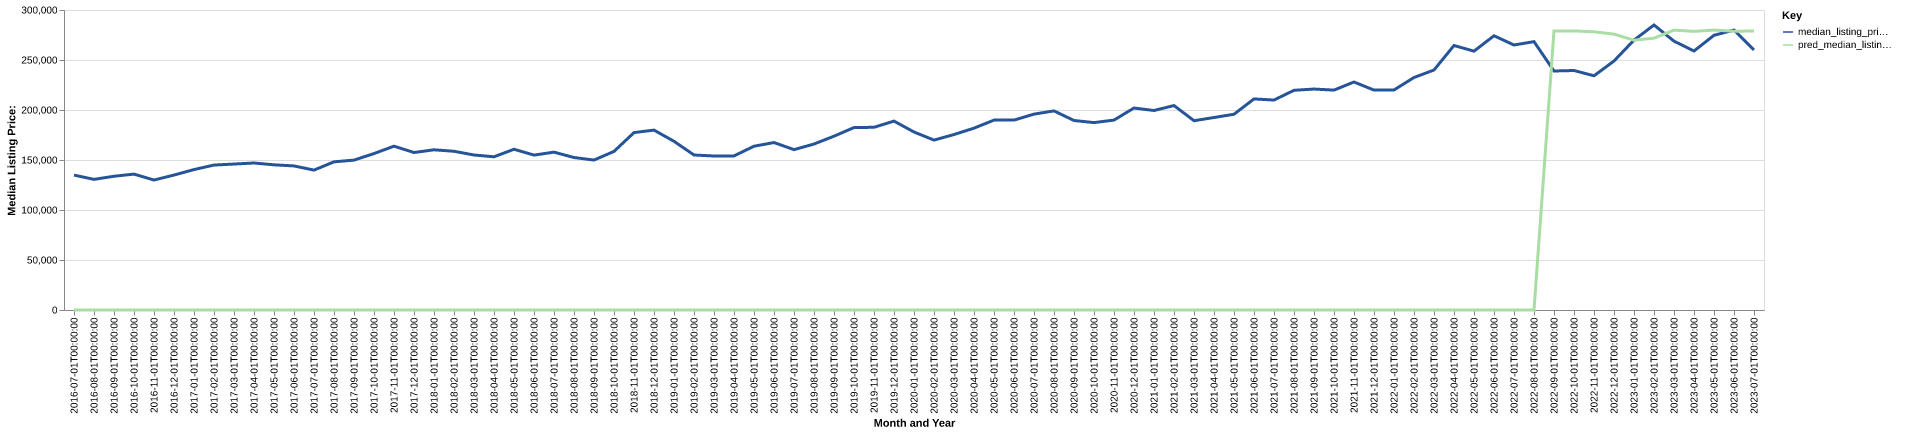 300,000
250,000
200,000
150,000
100,000
50,000
0
Median Listing Price:
2016-07-01T00:00:00
2016-08-01T00:00:00
2016-09-01T00:00:00
2016-10-01T00:00:00
2016-11-01T00:00:00
2016-12-01T00:00:00
2017-01-01T00:00:00
2017-02-01T00:00:00
2017-03-01T00:00:00
2017-04-01T00:00:00
2017-05-01T00:00:00
2017-06-01T00:00:00
2017-07-01T00:00:00
2017-08-01T00:00:00
2017-09-01T00:00:00
2017-10-01T00:00:00
2017-11-01T00:00:00
2017-12-01T00:00:00
2018-01-01T00:00:00
2018-02-01T00:00:00
2018-03-01T00:00:00
2018-04-01T00:00:00
2018-05-01T00:00:00
2018-06-01T00:00:00
2018-07-01T00:00:00
2018-08-01T00:00:00
2018-09-01T00:00:00
2018-10-01T00:00:00
2018-11-01T00:00:00
2018-12-01T00:00:00
2019-01-01T00:00:00
2019-02-01T00:00:00
2019-03-01T00:00:00
2019-04-01T00:00:00
2019-05-01T00:00:00
2019-06-01T00:00:00
2019-07-01T00:00:00
2019-08-01T00:00:00
2019-09-01T00:00:00
2019-10-01T00:00:00
2019-11-01T00:00:00
2019-12-01T00:00:00
2020-01-01T00:00:00
2020-02-01T00:00:00
2020-03-01T00:00:00
2020-04-01T00:00:00
2020-05-01T00:00:00
2020-06-01T00:00:00
2020-07-01T00:00:00
2020-08-01T00:00:00
2020-09-01T00:00:00
2020-10-01T00:00:00
2020-11-01T00:00:00
2020-12-01T00:00:00
2021-01-01T00:00:00
2021-02-01T00:00:00
2021-03-01T00:00:00
2021-04-01T00:00:00
2021-05-01T00:00:00
2021-06-01T00:00:00
2021-07-01T00:00:00
2021-08-01T00:00:00
2021-09-01T00:00:00
2021-10-01T00:00:00
2021-11-01T00:00:00
2021-12-01T00:00:00
2022-01-01T00:00:00
2022-02-01T00:00:00
2022-03-01T00:00:00
2022-04-01T00:00:00
2022-05-01T00:00:00
2022-06-01T00:00:00
2022-07-01T00:00:00
2022-08-01T00:00:00
2022-09-01T00:00:00
2022-10-01T00:00:00
2022-11-01T00:00:00
2022-12-01T00:00:00
2023-01-01T00:00:00
2023-02-01T00:00:00
2023-03-01T00:00:00
2023-04-01T00:00:00
2023-05-01T00:00:00
2023-06-01T00:00:00
2023-07-01T00:00:00
Month and Year
Key
median_listing_pri…
pred_median_listin…